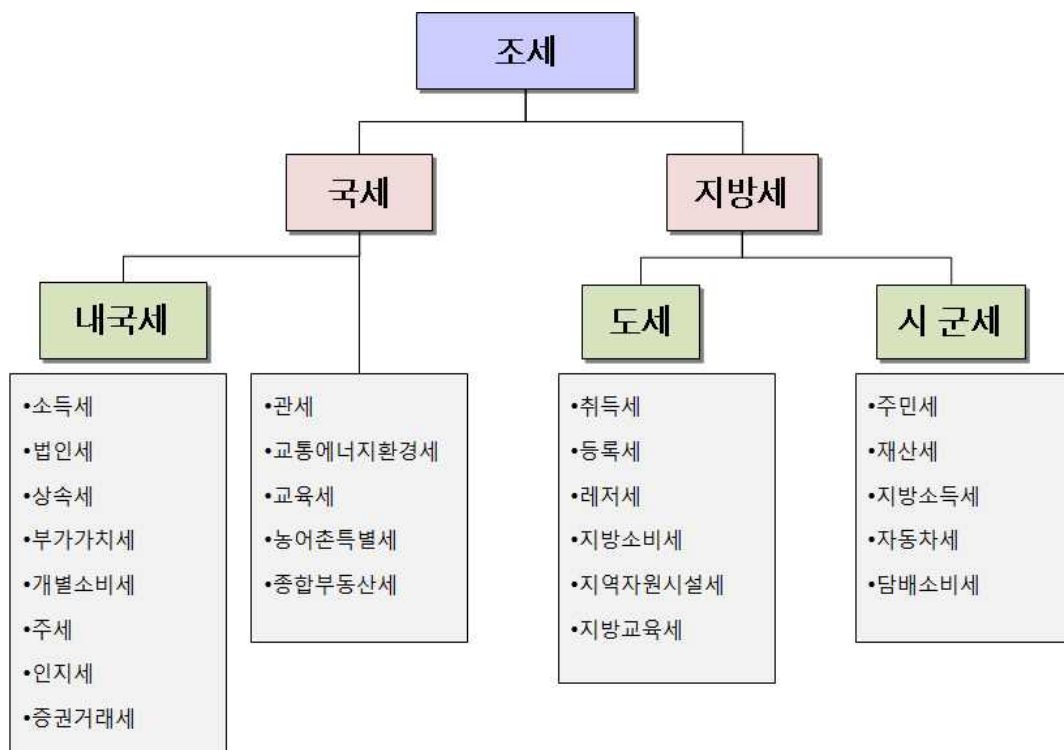 조세
국세
지방세
내국세
도세
시 군세
•소득세
•법인세
•상속세
•부가가치세
•개별소비세
•주세
•인지세
•증권거래세
•관세
•교통에너지환경세
•교육세
•농어촌특별세
•종합부동산세
•취득세
•등록세
•레저세
•지방소비세
•지역자원시설세
•지방교육세
•주민세
•재산세
•지방소득세
•자동차세
•담배소비세